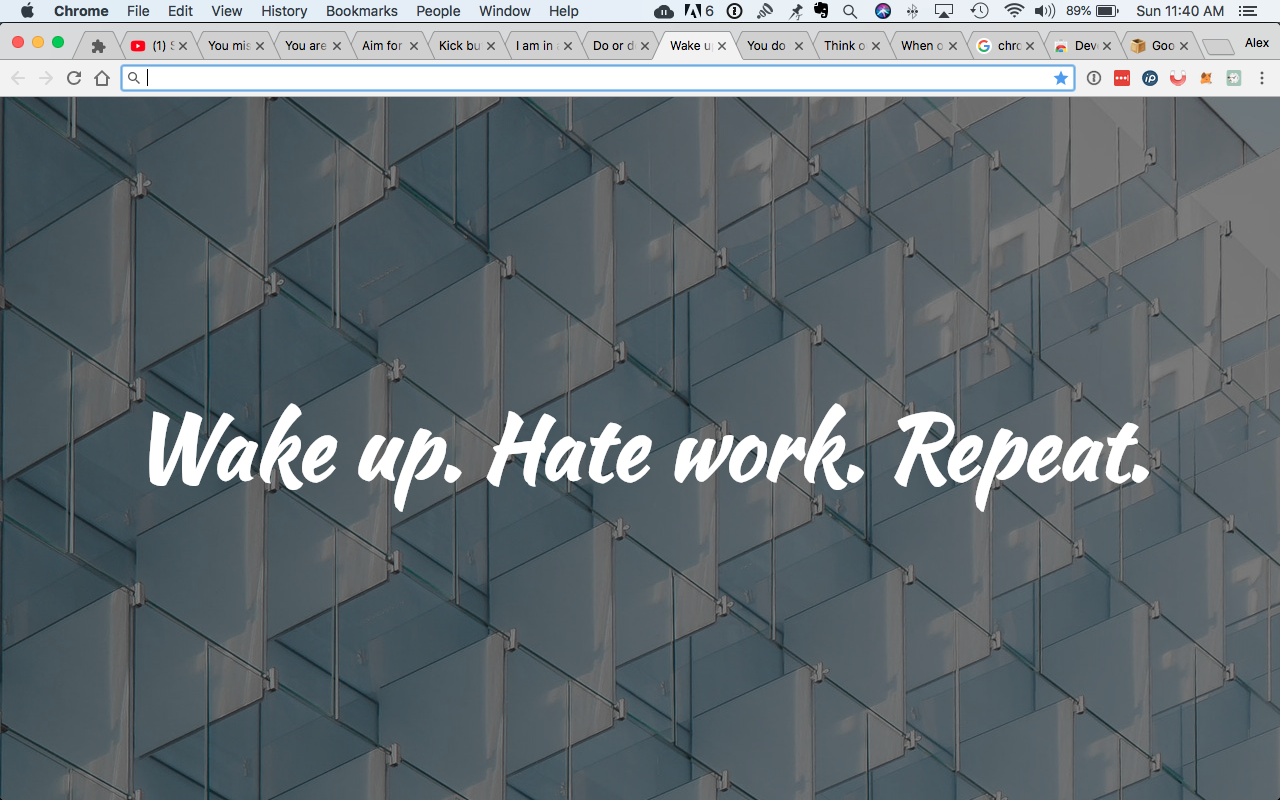 Chrome File Edit View History Bookmarks People Window Help 6 89% Sun 11:40 AM
(1) S You mis You are Aim for Kick bu I am in Do or d Wake up You do Think o When o chro Deve Goo Alex
Wake up. Hate work. Repeat.